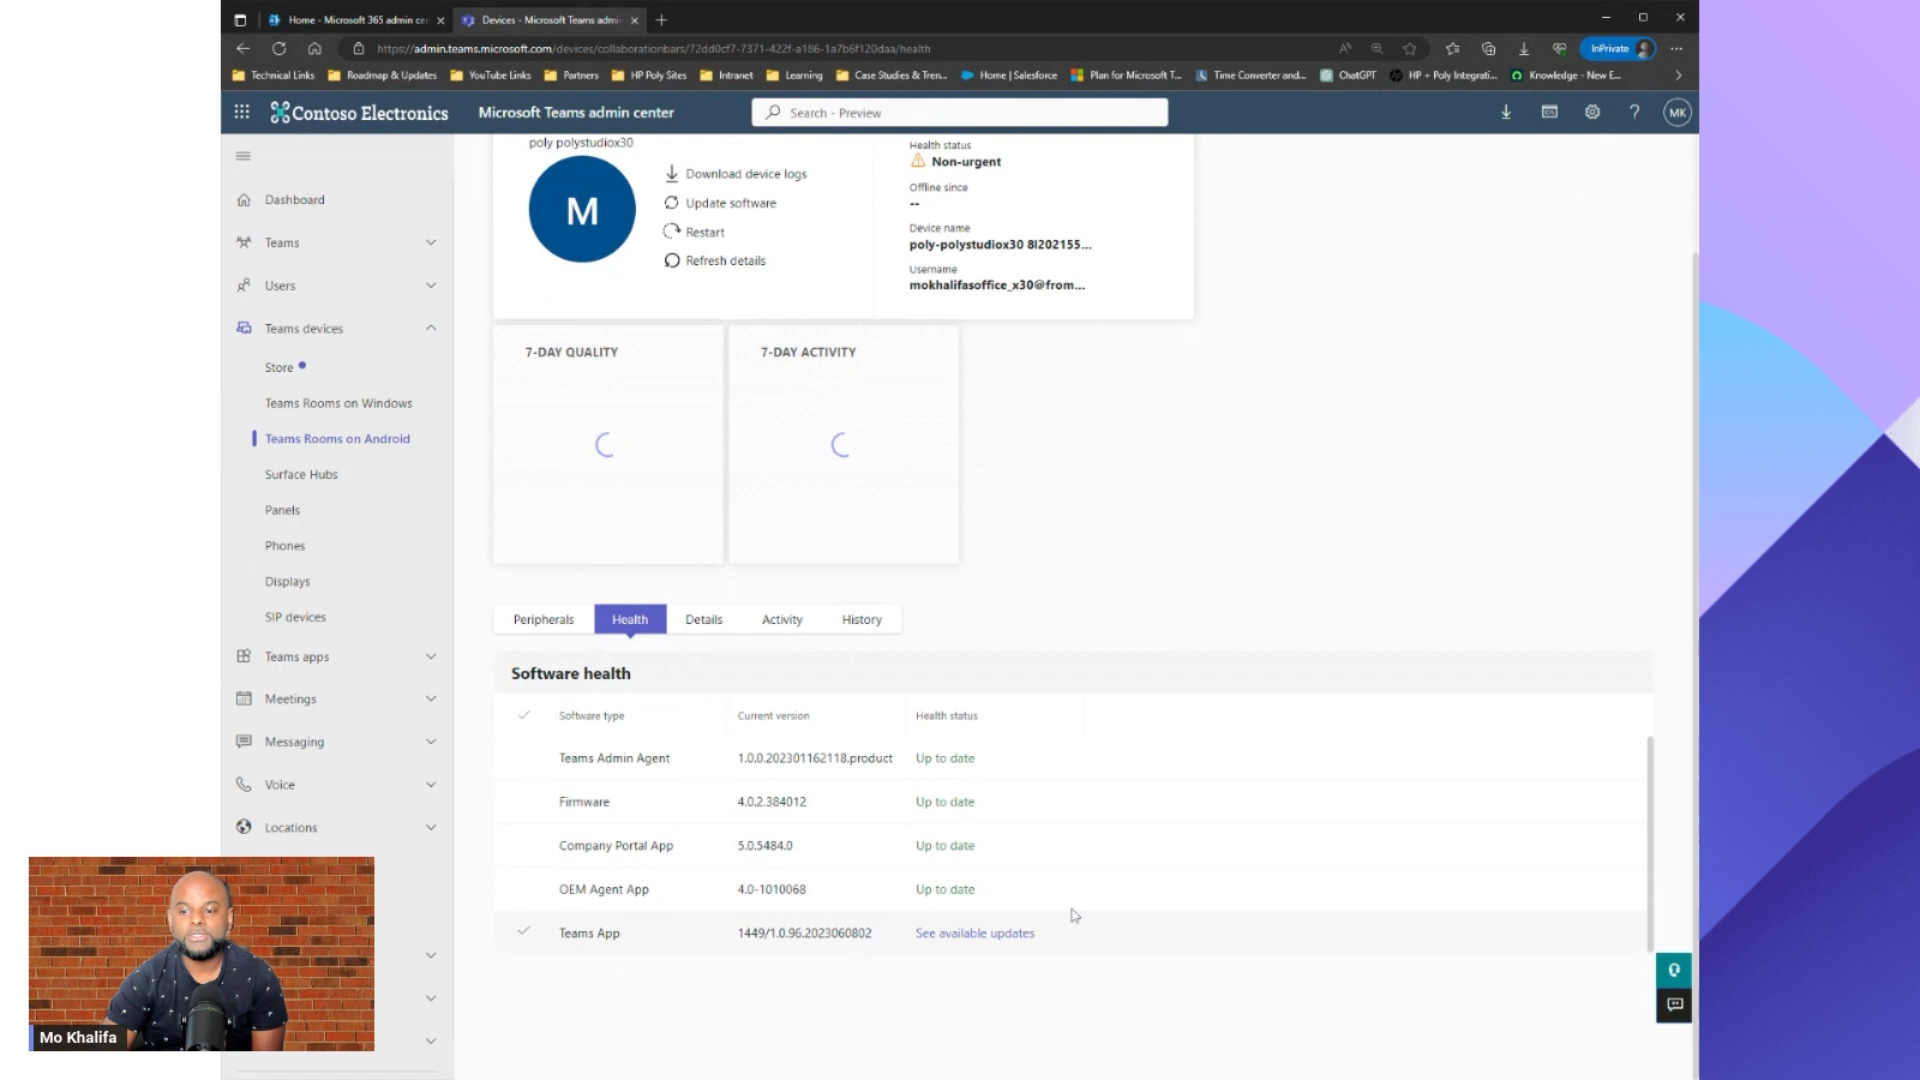 Home - Microsoft 365 admin cer
Devices - Microsoft Teams admi
https://admin.teams.microsoft.com/devices/collaborationbars/72dd0cf7-7371-422f-a186-1a7b6f120daa/health
InPrivate
Technical Links
Roadmap & Updates
YouTube Links
Partners
HP Poly Sites
Intranet
Learning
Case Studies & Tren...
Home | Salesforce
Plan for Microsoft T...
Time Converter and...
ChatGPT
HP + Poly Integrati...
Knowledge - New E...
Contoso Electronics
Microsoft Teams admin center
Search - Preview
?
MK
Dashboard
Teams
Users
Teams devices
Store
Teams Rooms on Windows
Teams Rooms on Android
Surface Hubs
Panels
Phones
Displays
SIP devices
Teams apps
Meetings
Messaging
Voice
Locations
poly polystudiox30
M
Download device logs
Update software
Restart
Refresh details
Health status
Non-urgent
Offline since
--
Device name
poly-polystudiox30 8l202155...
Username
mokhalifasoffice_x30@from...
7-DAY QUALITY
7-DAY ACTIVITY
Peripherals
Health
Details
Activity
History
Software health
Software type Current version Health status
Teams Admin Agent 1.0.0.202301162118.product Up to date
Firmware 4.0.2.384012 Up to date
Company Portal App 5.0.5484.0 Up to date
OEM Agent App 4.0-1010068 Up to date
Teams App 1449/1.0.96.2023060802 See available updates
Mo Khalifa